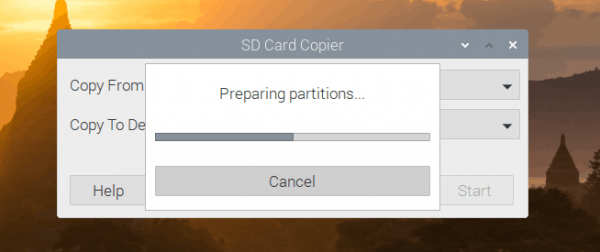 SD Card Copier
Preparing partitions...
Copy From
Copy To De
Cancel
Help
Start